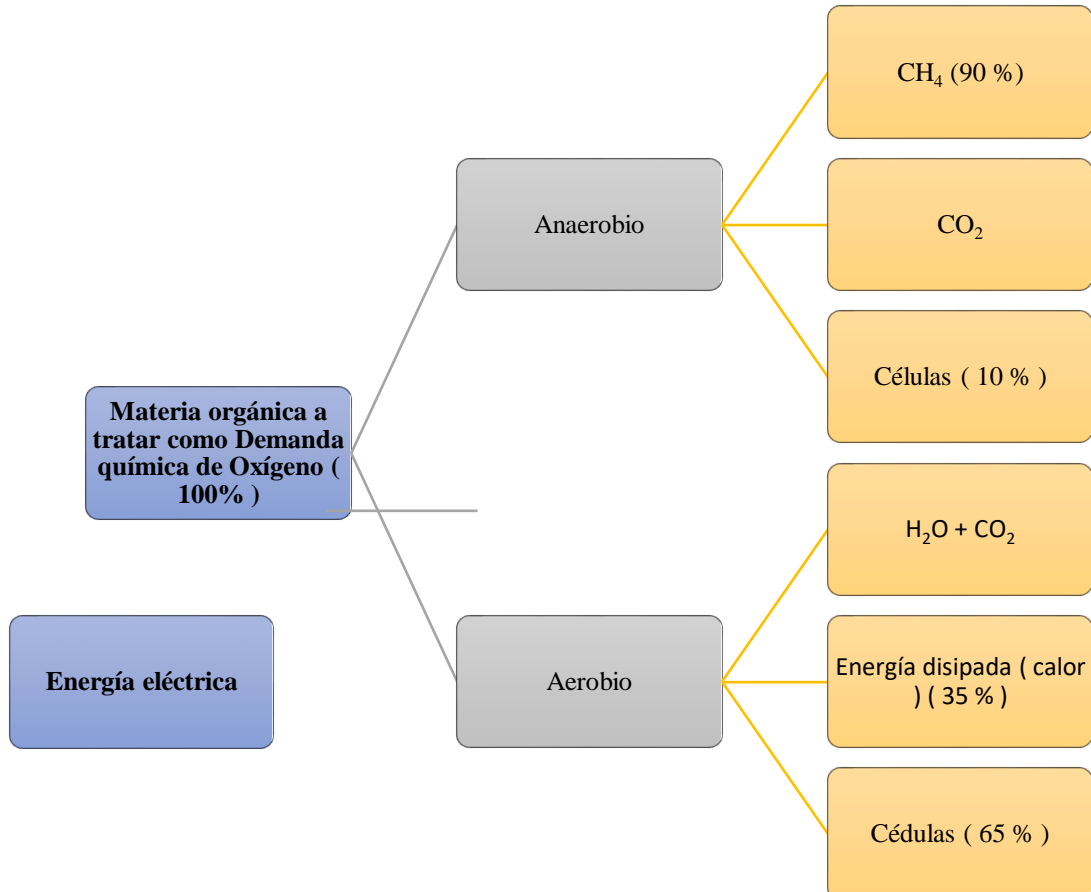 CH₄ (90 %)
Anaerobio
CO₂
Células ( 10 % )
Materia orgánica a
tratar como Demanda
química de Oxígeno (
100% )
H₂O + CO₂
Energía eléctrica
Aerobio
Energía disipada ( calor
) ( 35 % )
Cédulas ( 65 % )